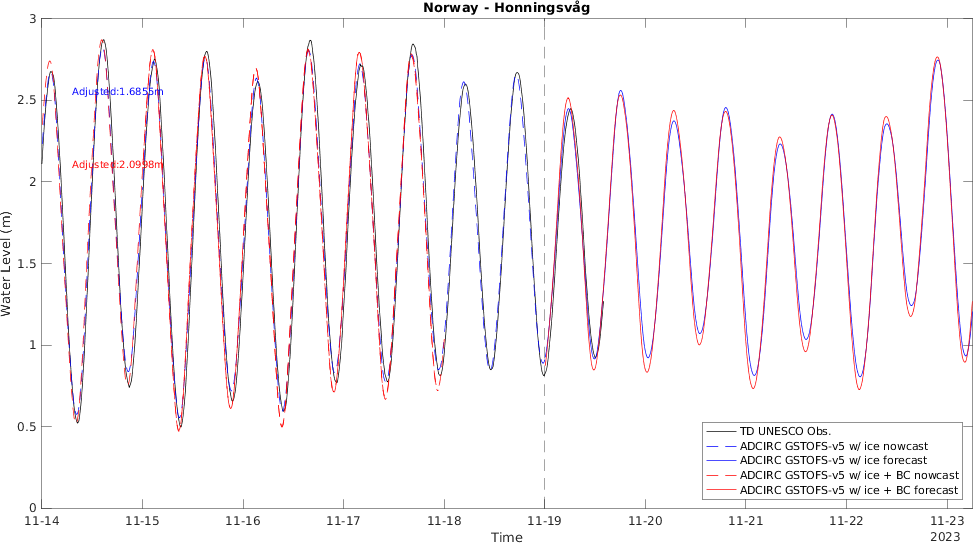 Norway - Honningsvåg
3
2.5
2
1.5
1
0.5
0
Water Level (m)
Adjusted:1.6855m
Adjusted:2.0998m
TD UNESCO Obs.
ADCIRC GSTOFS-v5 w/ ice nowcast
ADCIRC GSTOFS-v5 w/ ice forecast
ADCIRC GSTOFS-v5 w/ ice + BC nowcast
ADCIRC GSTOFS-v5 w/ ice + BC forecast
11-14 11-15 11-16 11-17 11-18 11-19 11-20 11-21 11-22 11-23
Time 2023